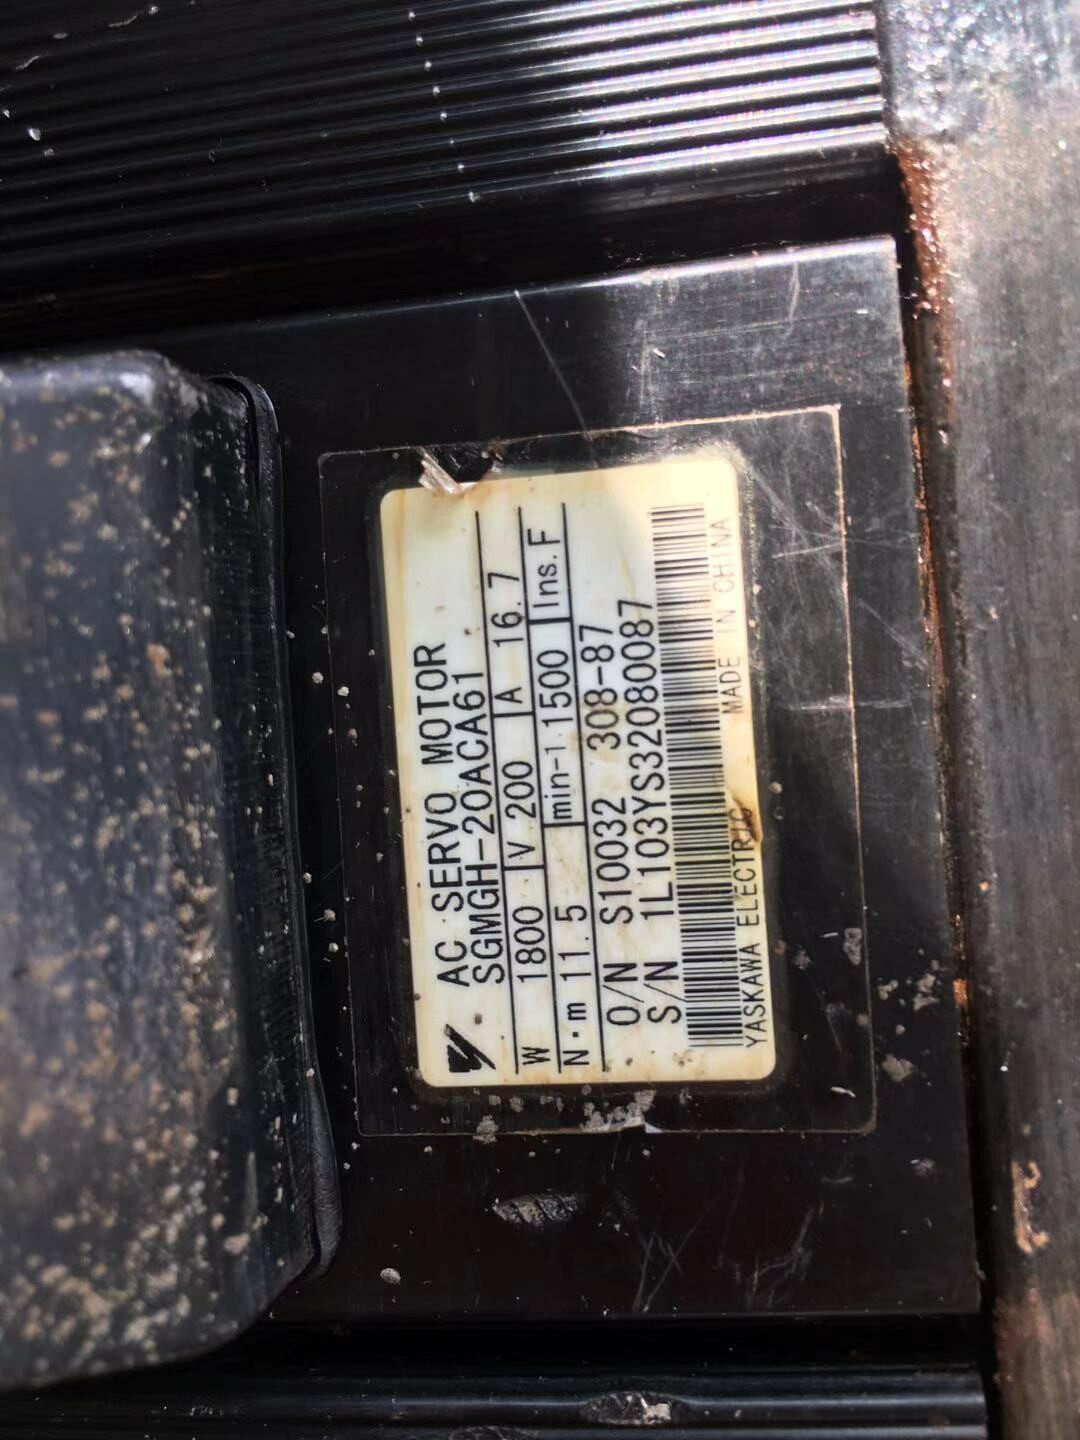 AC SERVO MOTOR
SGMGH-20ACA61
W 1800 V 200 A 16.7
N·m 11.5 min-1 1500 Ins. F
O/N S10032 308-87
S/N 1L103YS32080087
YASKAWA ELECTRIC MADE IN CHINA